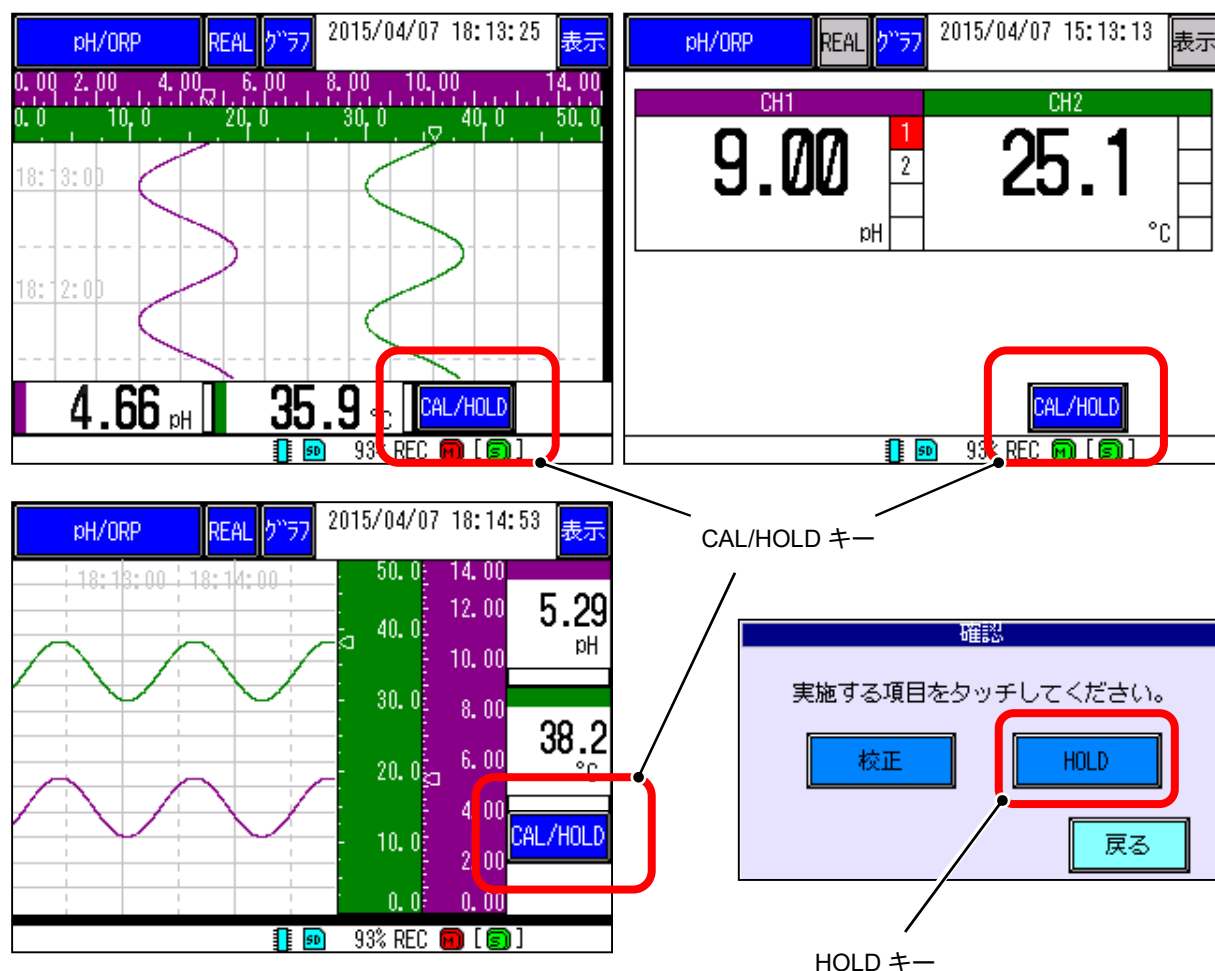 pH/ORP REAL グラフ 2015/04/07 18:13:25 表示
0.00 2.00 4.00 6.00 8.00 10.00 14.00
0.0 10.0 20.0 30.0 40.0 50.0
18:13:00
18:12:00
4.66 pH 35.9 °C CAL/HOLD
93% REC M [S]
pH/ORP REAL グラフ 2015/04/07 15:13:13 表示
CH1 CH2
9.00 pH 1 2 25.1 °C
CAL/HOLD
93% REC M [S]
CAL/HOLD キー
pH/ORP REAL グラフ 2015/04/07 18:14:53 表示
18:13:00 18:14:00
50.0 14.00
12.00
40.0
10.00
30.0
8.00
20.0 6.00
4.00
10.0
2.00
0.0 0.00
5.29
pH
38.2
°C
CAL/HOLD
93% REC M [S]
確認
実施する項目をタッチしてください。
校正 HOLD
戻る
HOLD キー